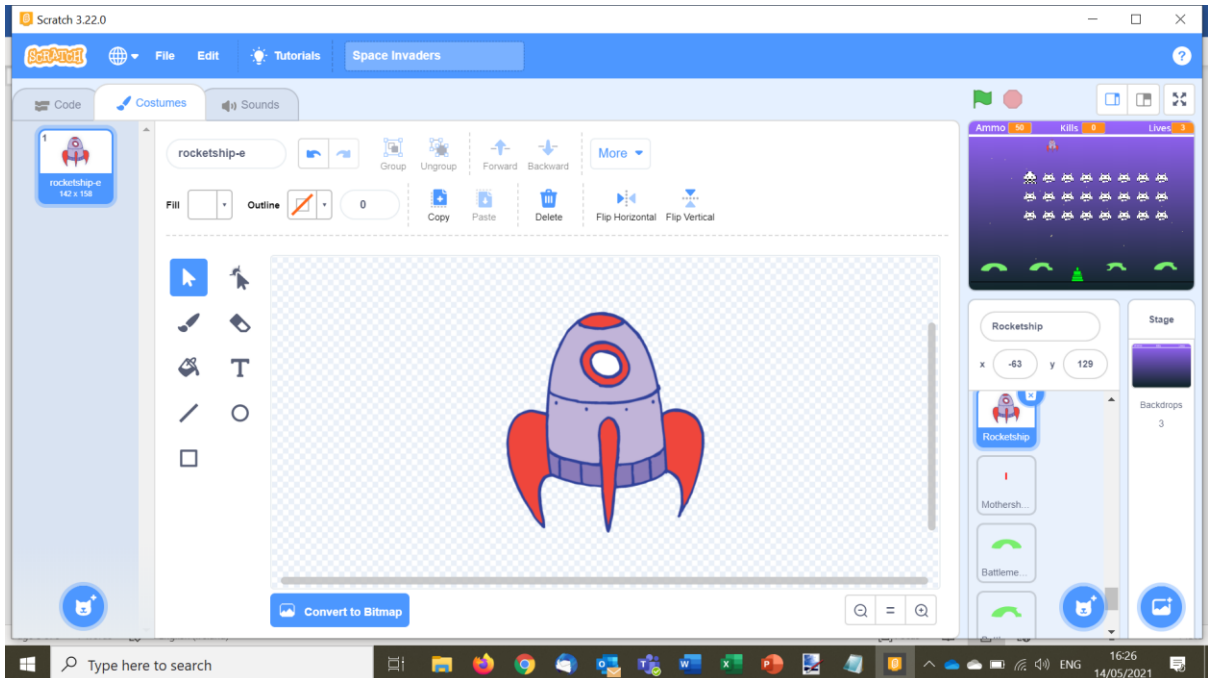 Scratch 3.22.0
SCRATCH File Edit Tutorials Space Invaders ?
Code Costumes Sounds
1
rocketship-e
142 x 158
rocketship-e Group Ungroup Forward Backward More
Fill Outline 0 Copy Paste Delete Flip Horizontal Flip Vertical
T
Convert to Bitmap
Ammo 50 Kills 0 Lives 3
Rocketship
x -63 y 129
Rocketship
Mothersh...
Battleme...
Stage
Backdrops
3
Type here to search
ENG
16:26
14/05/2021